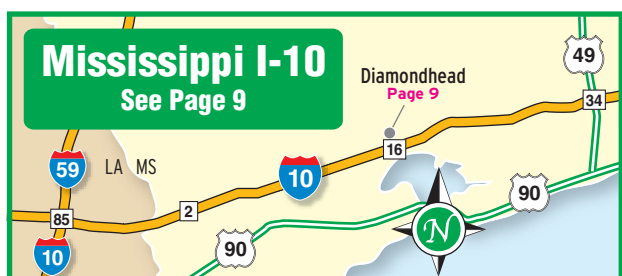 Mississippi I-10
See Page 9
49
Diamondhead
Page 9
34
16
59
LA MS
10
90
2
85
N
90
10